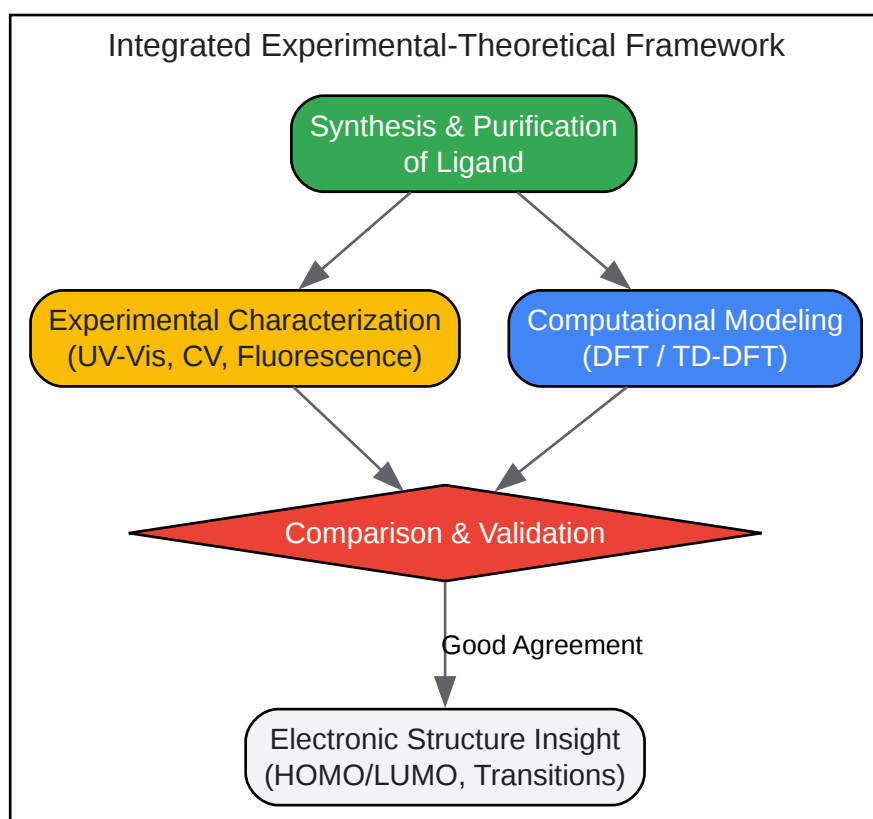 Integrated Experimental-Theoretical Framework
Synthesis & Purification
of Ligand
Experimental Characterization
(UV-Vis, CV, Fluorescence)
Computational Modeling
(DFT / TD-DFT)
Comparison & Validation
Good Agreement
Electronic Structure Insight
(HOMO/LUMO, Transitions)